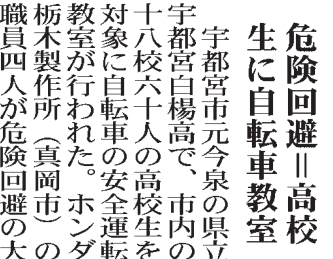 危険回避＝高校
生に自転車教室
宇都宮市元今泉の県立
宇都宮白楊高で、市内の
十八校六十人の高校生を
対象に自転車の安全運転
教室が行われた。ホンダ
栃木製作所（真岡市）の
職員四人が危険回避の大